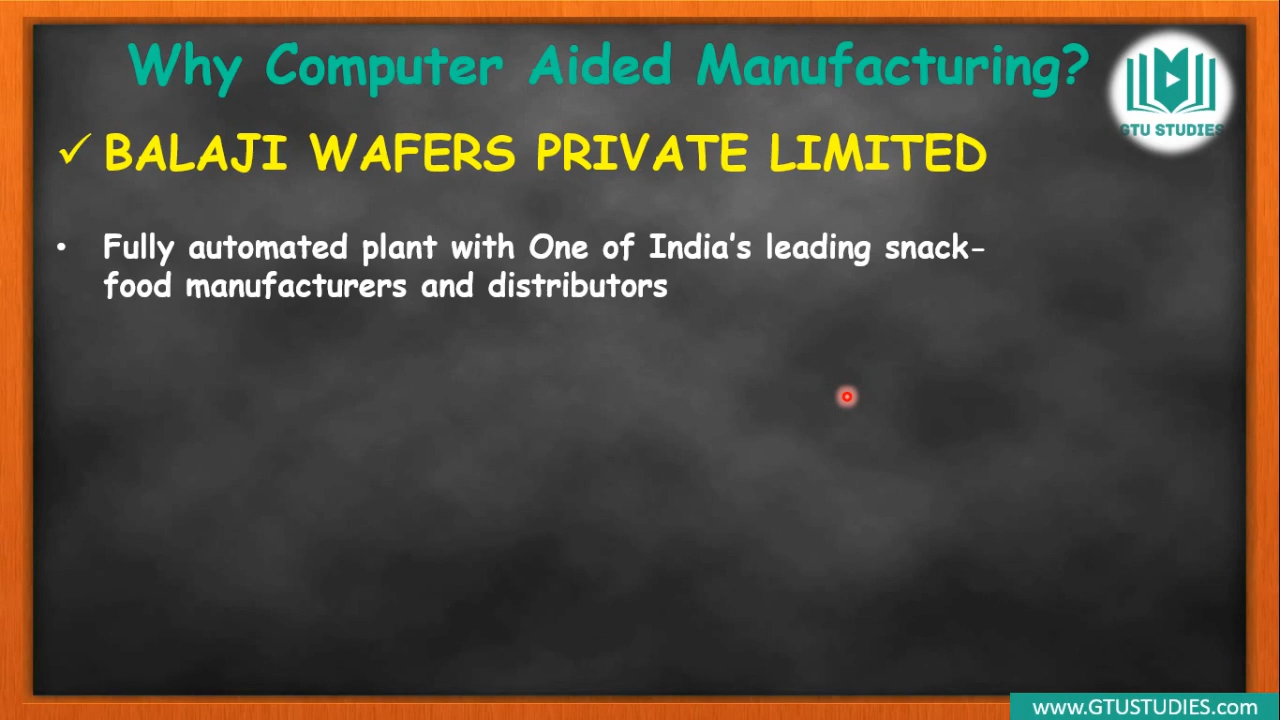 Why Computer Aided Manufacturing?
GTU STUDIES
✓ BALAJI WAFERS PRIVATE LIMITED
• Fully automated plant with One of India’s leading snack-
food manufacturers and distributors
www.GTUSTUDIES.com